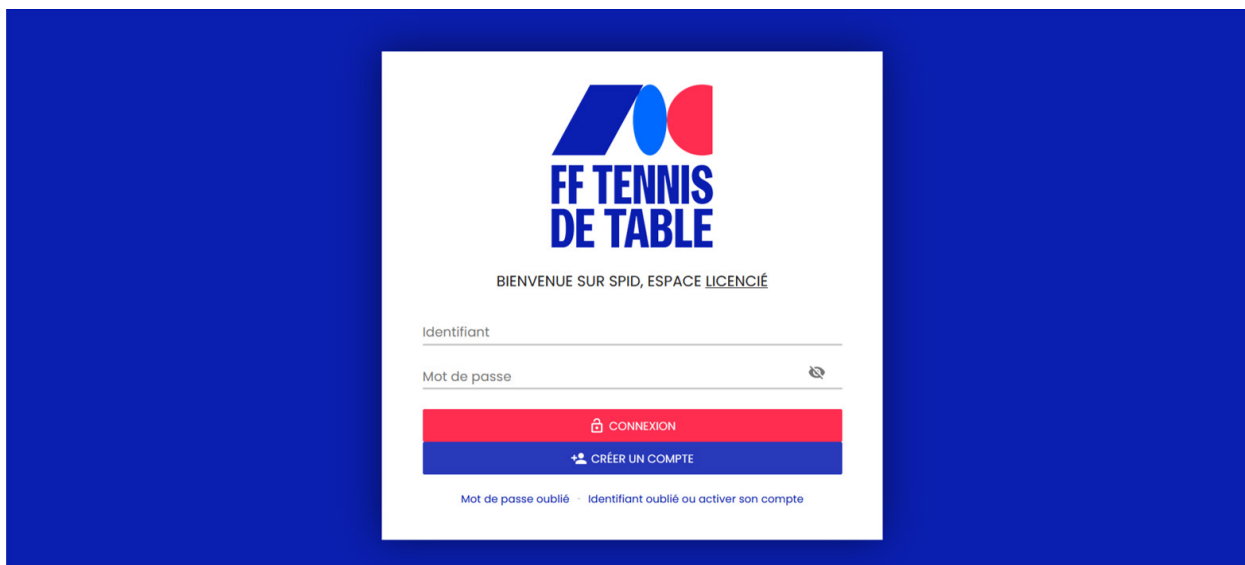 FF TENNIS
DE TABLE
BIENVENUE SUR SPID, ESPACE LICENCIÉ
Identifiant
Mot de passe
CONNEXION
CRÉER UN COMPTE
Mot de passe oublié - Identifiant oublié ou activer son compte